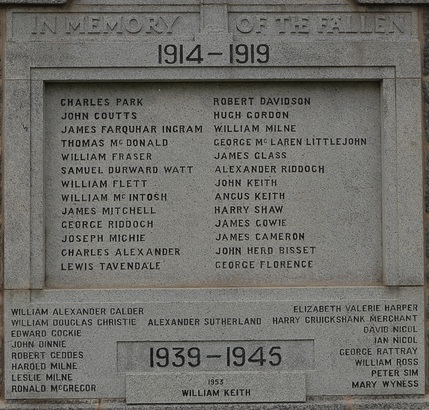 IN MEMORY OF THE FALLEN
1914–1919
CHARLES PARK
JOHN COUTTS
JAMES FARQUHAR INGRAM
THOMAS McDONALD
WILLIAM FRASER
SAMUEL DURWARD WATT
WILLIAM FLETT
WILLIAM McINTOSH
JAMES MITCHELL
GEORGE RIDDOCH
JOSEPH MICHIE
CHARLES ALEXANDER
LEWIS TAVENDALE
ROBERT DAVIDSON
HUGH GORDON
WILLIAM MILNE
GEORGE McLAREN LITTLEJOHN
JAMES GLASS
ALEXANDER RIDDOCH
JOHN KEITH
ANGUS KEITH
HARRY SHAW
JAMES GOWIE
JAMES CAMERON
JOHN HERD BISSET
GEORGE FLORENCE
WILLIAM ALEXANDER CALDER
WILLIAM DOUGLAS CHRISTIE
EDWARD COCKIE
JOHN DINNIE
ROBERT GEDDES
HAROLD MILNE
LESLIE MILNE
RONALD McGREGOR
ALEXANDER SUTHERLAND
ELIZABETH VALERIE HARPER
HARRY CRUICKSHANK MERCHANT
DAVID NICOL
IAN NICOL
GEORGE RATTRAY
WILLIAM ROSS
PETER SIM
MARY WYNESS
1939–1945
1953
WILLIAM KEITH